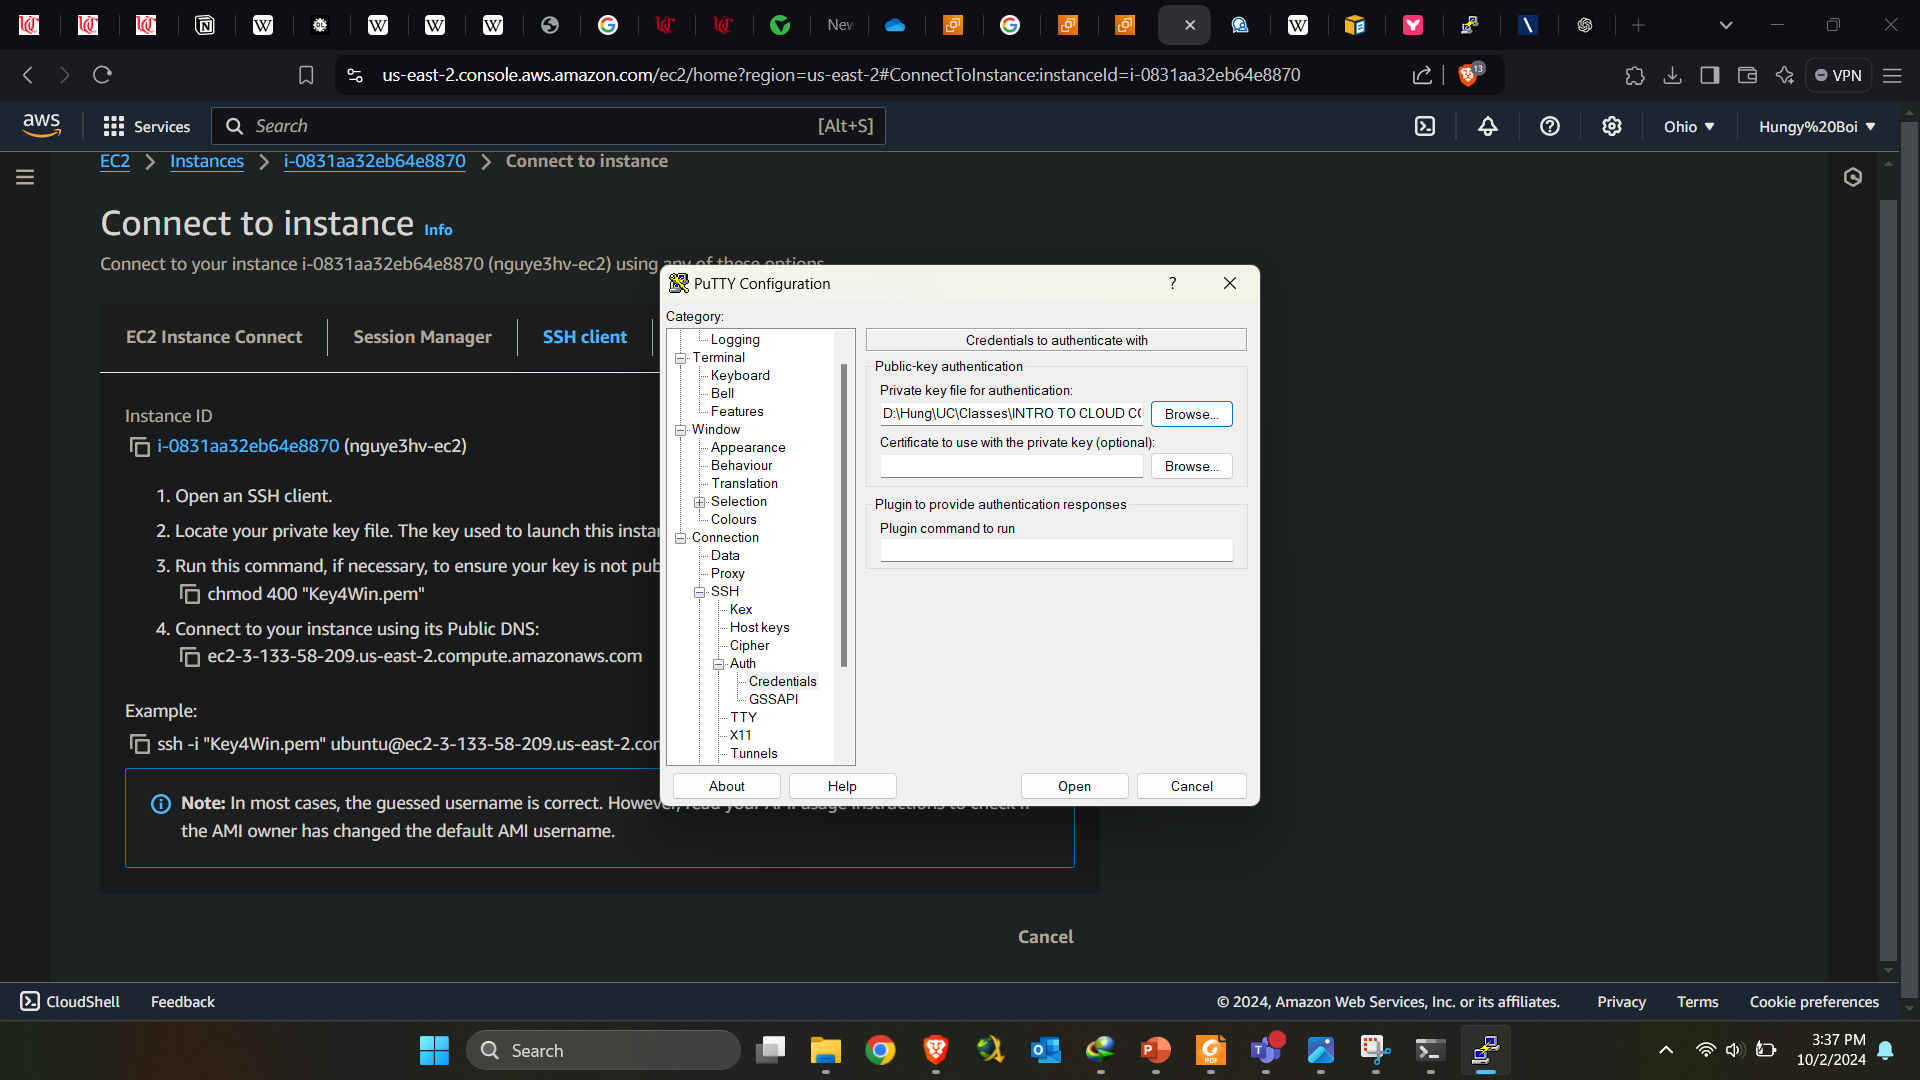 New
us-east-2.console.aws.amazon.com/ec2/home?region=us-east-2#ConnectToInstance:instanceId=i-0831aa32eb64e8870
13
VPN
aws
Services
Search
[Alt+S]
Ohio
Hungy%20Boi
EC2
Instances
i-0831aa32eb64e8870
Connect to instance
Connect to instance Info
Connect to your instance i-0831aa32eb64e8870 (nguye3hv-ec2) using any of these options
EC2 Instance Connect
Session Manager
SSH client
Instance ID
i-0831aa32eb64e8870 (nguye3hv-ec2)
1. Open an SSH client.
2. Locate your private key file. The key used to launch this
3. Run this command, if necessary, to ensure your key is not
chmod 400 "Key4Win.pem"
4. Connect to your instance using its Public DNS:
ec2-3-133-58-209.us-east-2.compute.amazonaws.com
Example:
ssh -i "Key4Win.pem" ubuntu@ec2-3-133-58-209.us-east-2.cor
Note: In most cases, the guessed username is correct. However, read your AMI usage instructions to check if
the AMI owner has changed the default AMI username.
Cancel
PuTTY Configuration
?
Category:
Logging
Terminal
Keyboard
Bell
Features
Window
Appearance
Behaviour
Translation
Selection
Colours
Connection
Data
Proxy
SSH
Kex
Host keys
Cipher
Auth
Credentials
GSSAPI
TTY
X11
Tunnels
Credentials to authenticate with
Public-key authentication
Private key file for authentication:
D:\Hung\UC\Classes\INTRO TO CLOUD CC
Browse...
Certificate to use with the private key (optional):
Browse...
Plugin to provide authentication responses
Plugin command to run
About
Help
Open
Cancel
CloudShell
Feedback
© 2024, Amazon Web Services, Inc. or its affiliates.
Privacy
Terms
Cookie preferences
Search
3:37 PM
10/2/2024